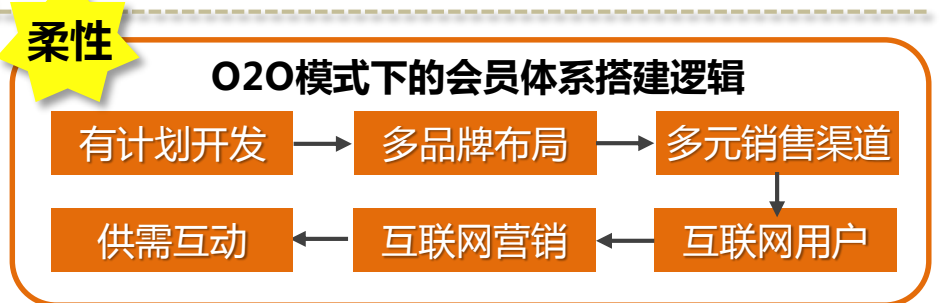 柔性
O2O模式下的会员体系搭建逻辑
有计划开发
多品牌布局
多元销售渠道
互联网用户
互联网营销
供需互动